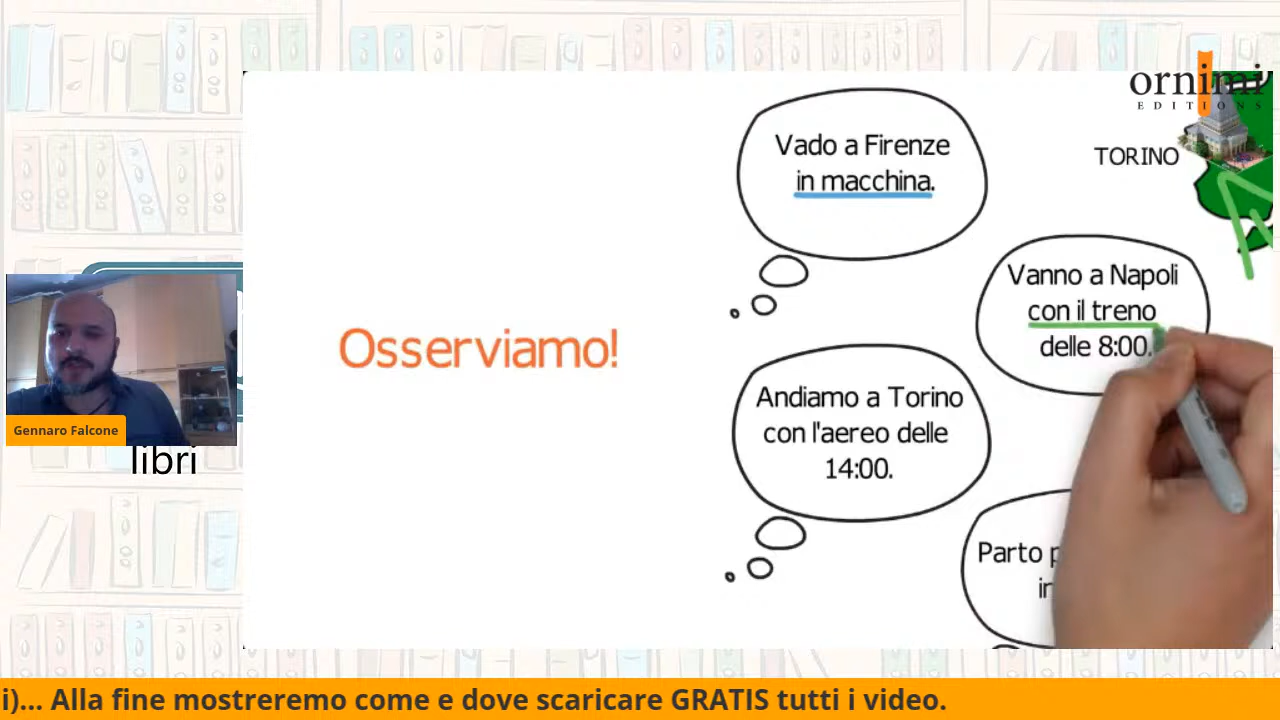 ornimi
EDITIONS
TORINO
Vado a Firenze
in macchina.
Vanno a Napoli
con il treno
delle 8:00.
Osserviamo!
Andiamo a Torino
con l'aereo delle
14:00.
Parto
Gennaro Falcone
libri
i)... Alla fine mostreremo come e dove scaricare GRATIS tutti i video.